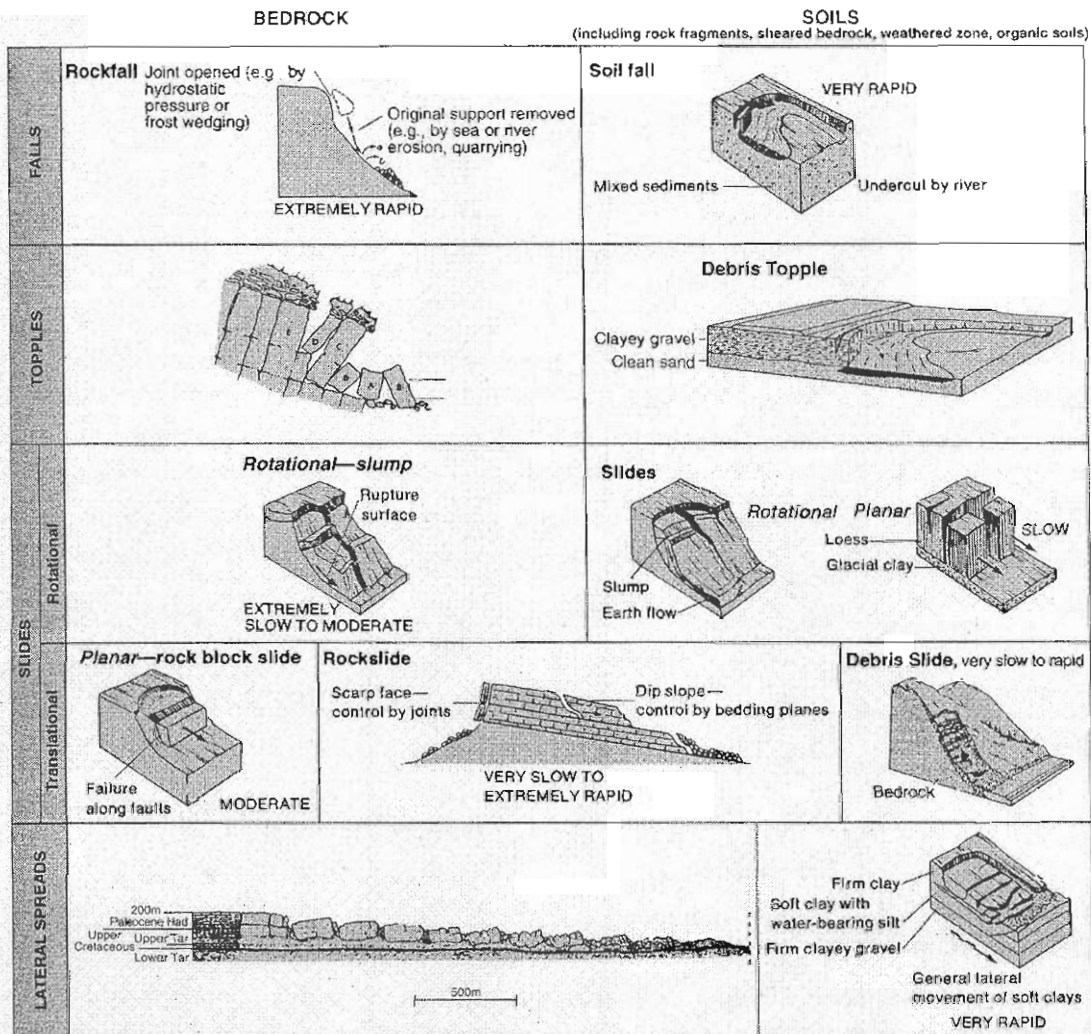 BEDROCK
SOILS
(including rock fragments, sheared bedrock, weathered zone, organic soils)
FALLS
Rockfall Joint opened (e.g. by
hydrostatic
pressure or
frost wedging)
Original support removed
(e.g., by sea or river
erosion, quarrying)
EXTREMELY RAPID
Soil fall
VERY RAPID
Mixed sediments
Undercut by river
TOPPLES
D
C
B
A
Debris Topple
Clayey gravel
Clean sand
SLIDES
Rotational
Rotational—slump
Rupture
surface
EXTREMELY
SLOW TO MODERATE
Slides
Rotational Planar
Slump
Earth flow
Loess
Glacial clay
SLOW
Translational
Planar—rock block slide
Failure
along faults
MODERATE
Rockslide
Scarp face—
control by joints
Dip slope—
control by bedding planes
VERY SLOW TO
EXTREMELY RAPID
Debris Slide, very slow to rapid
Bedrock
LATERAL SPREADS
200m
Paleocene Had
Upper
Cretaceous
Upper Tar
Lower Tar
500m
Firm clay
Soft clay with
water-bearing silt
Firm clayey gravel
General lateral
movement of soft clays
VERY RAPID